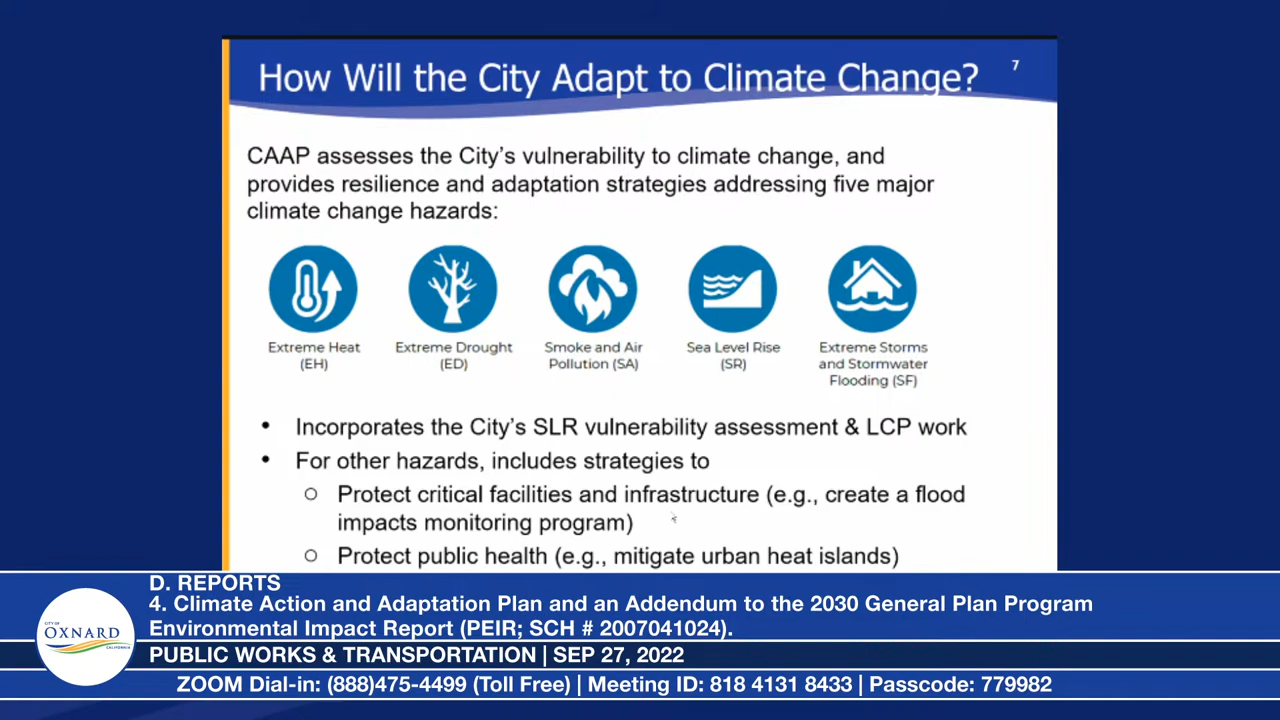 How Will the City Adapt to Climate Change?
7
CAAP assesses the City's vulnerability to climate change, and
provides resilience and adaptation strategies addressing five major
climate change hazards:
Extreme Heat
(EH)
Extreme Drought
(ED)
Smoke and Air
Pollution (SA)
Sea Level Rise
(SR)
Extreme Storms
and Stormwater
Flooding (SF)
• Incorporates the City's SLR vulnerability assessment & LCP work
• For other hazards, includes strategies to
○ Protect critical facilities and infrastructure (e.g., create a flood
impacts monitoring program)
○ Protect public health (e.g., mitigate urban heat islands)
D. REPORTS
4. Climate Action and Adaptation Plan and an Addendum to the 2030 General Plan Program
Environmental Impact Report (PEIR; SCH # 2007041024).
PUBLIC WORKS & TRANSPORTATION | SEP 27, 2022
ZOOM Dial-in: (888)475-4499 (Toll Free) | Meeting ID: 818 4131 8433 | Passcode: 779982
CITY OF
OXNARD
CALIFORNIA